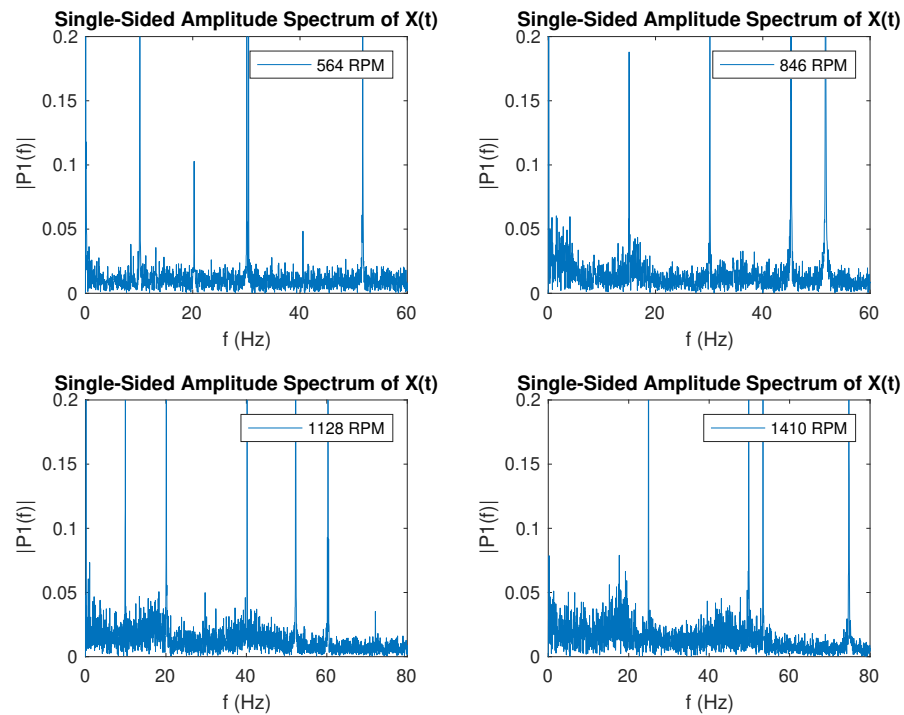 Single-Sided Amplitude Spectrum of X(t)
0.2
0.15
0.1
0.05
0
|P1(f)|
564 RPM
0 20 40 60
f (Hz)
Single-Sided Amplitude Spectrum of X(t)
0.2
0.15
0.1
0.05
0
|P1(f)|
846 RPM
0 20 40 60
f (Hz)
Single-Sided Amplitude Spectrum of X(t)
0.2
0.15
0.1
0.05
0
|P1(f)|
1128 RPM
0 20 40 60 80
f (Hz)
Single-Sided Amplitude Spectrum of X(t)
0.2
0.15
0.1
0.05
0
|P1(f)|
1410 RPM
0 20 40 60 80
f (Hz)